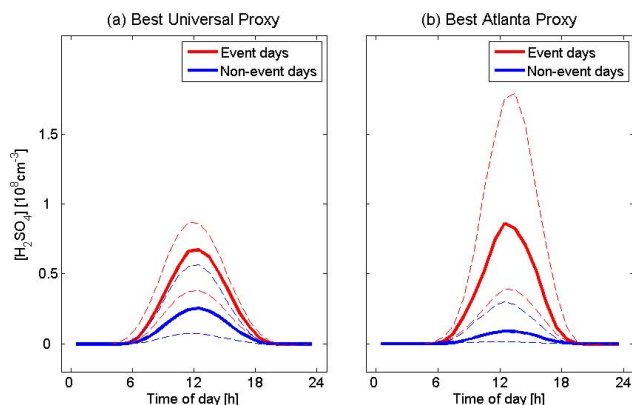 (a) Best Universal Proxy
(b) Best Atlanta Proxy
Event days
Non-event days
Event days
Non-event days
[H₂SO₄] [10⁸cm⁻³]
1.5
1
0.5
0
0 6 12 18 24
0 6 12 18 24
Time of day [h]
Time of day [h]